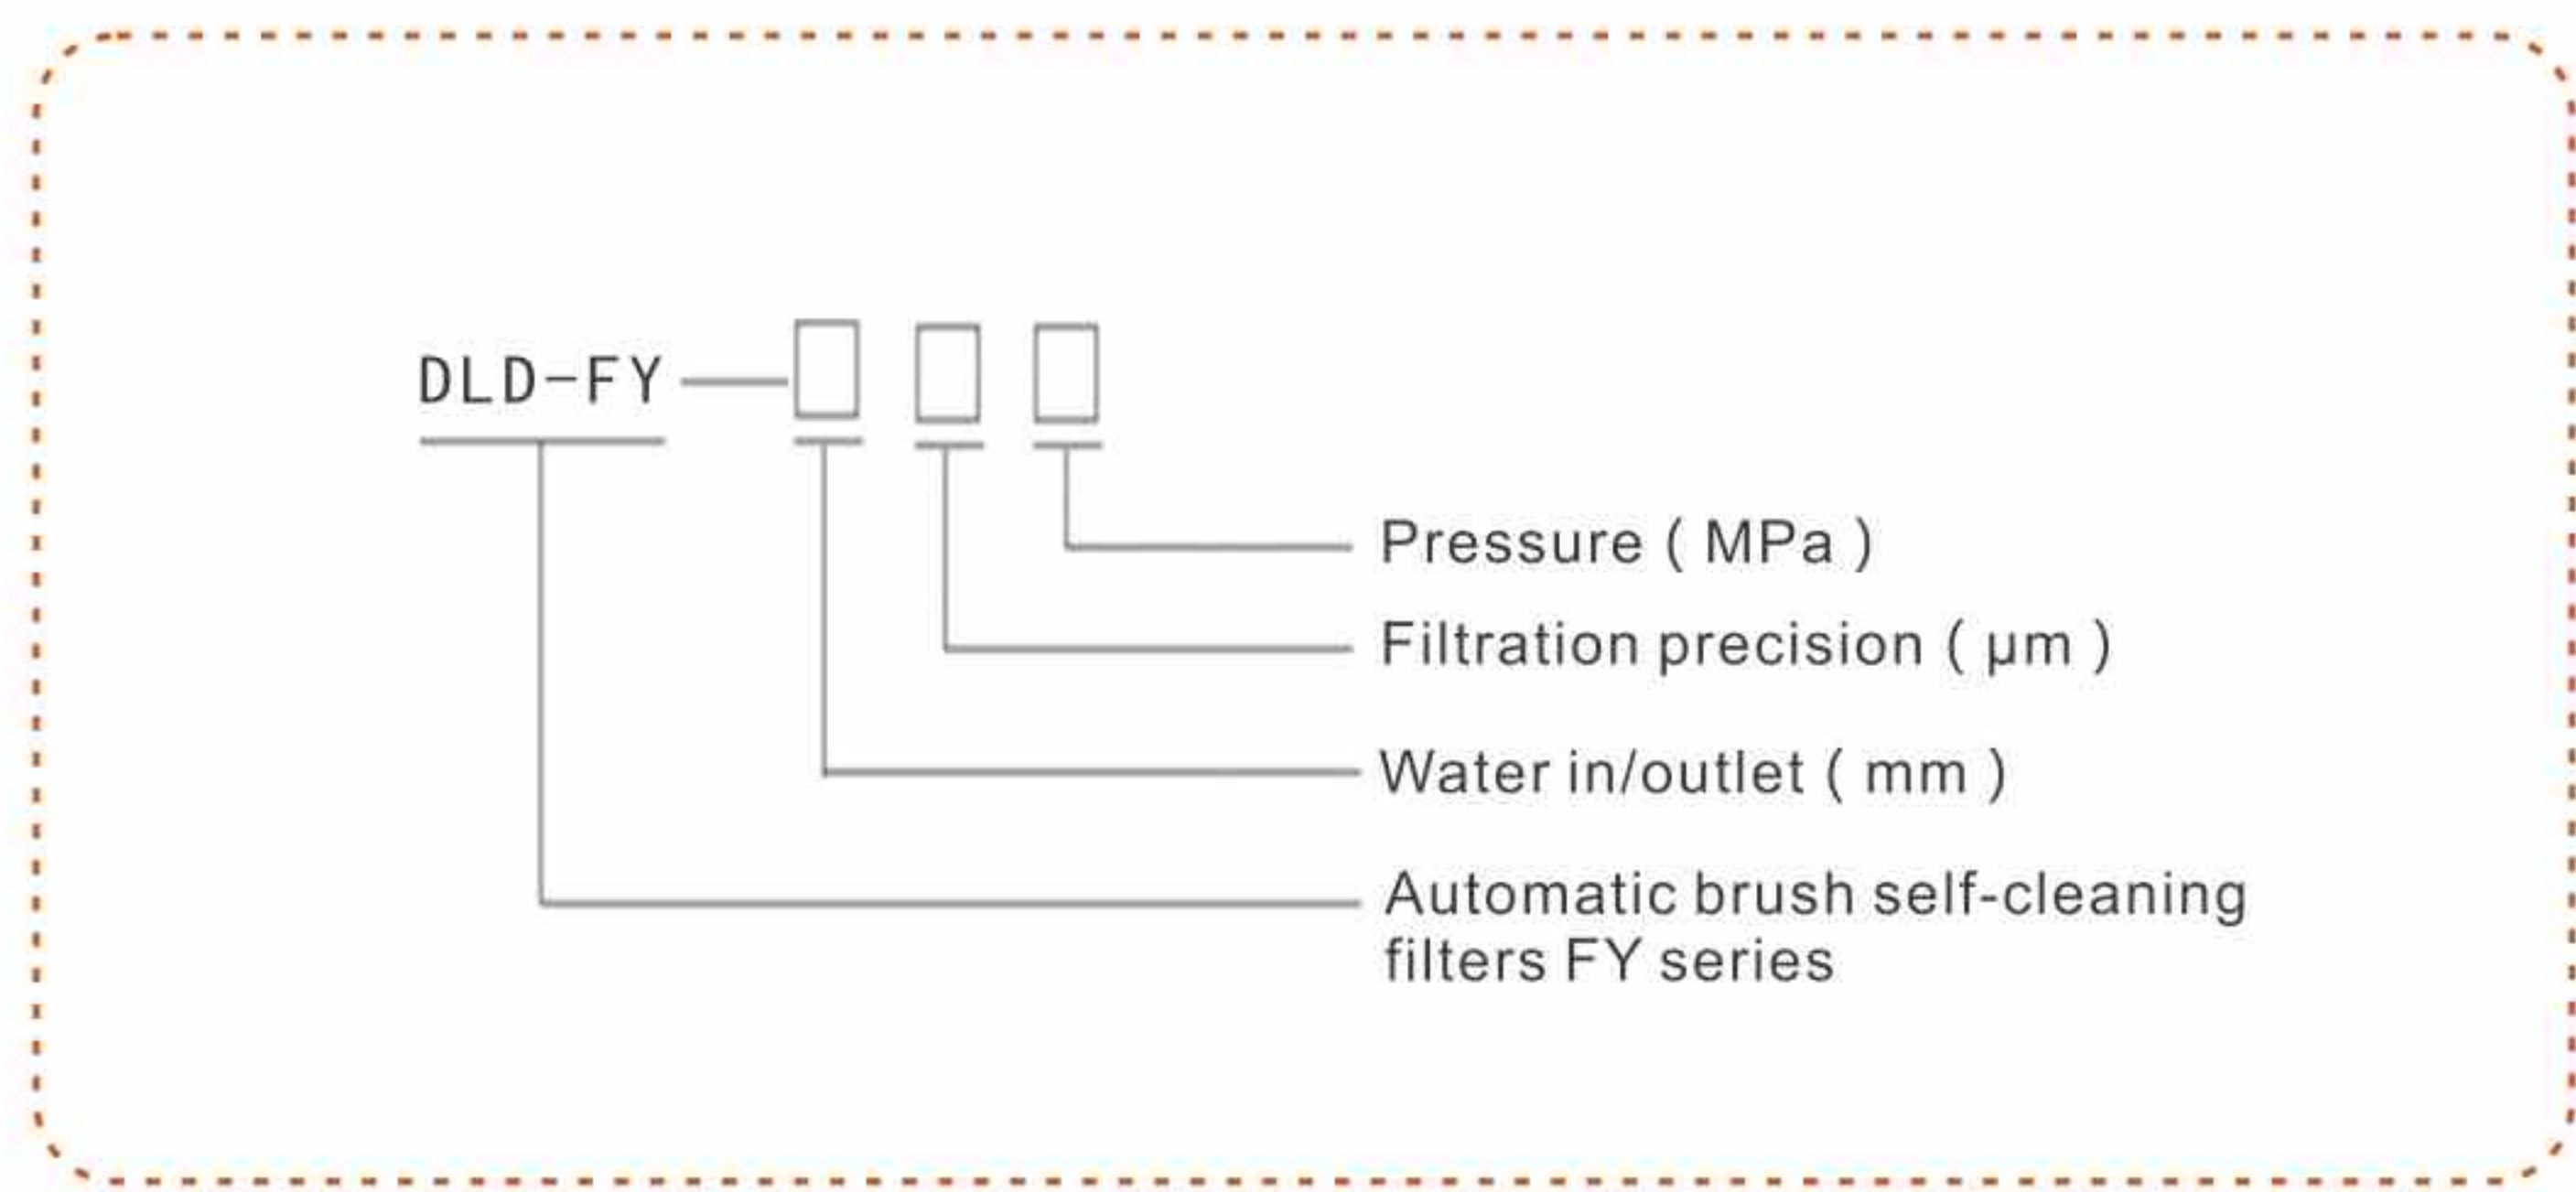 DLD-FY
Pressure ( MPa )
Filtration precision ( μm )
Water in/outlet ( mm )
Automatic brush self-cleaning
filters FY series